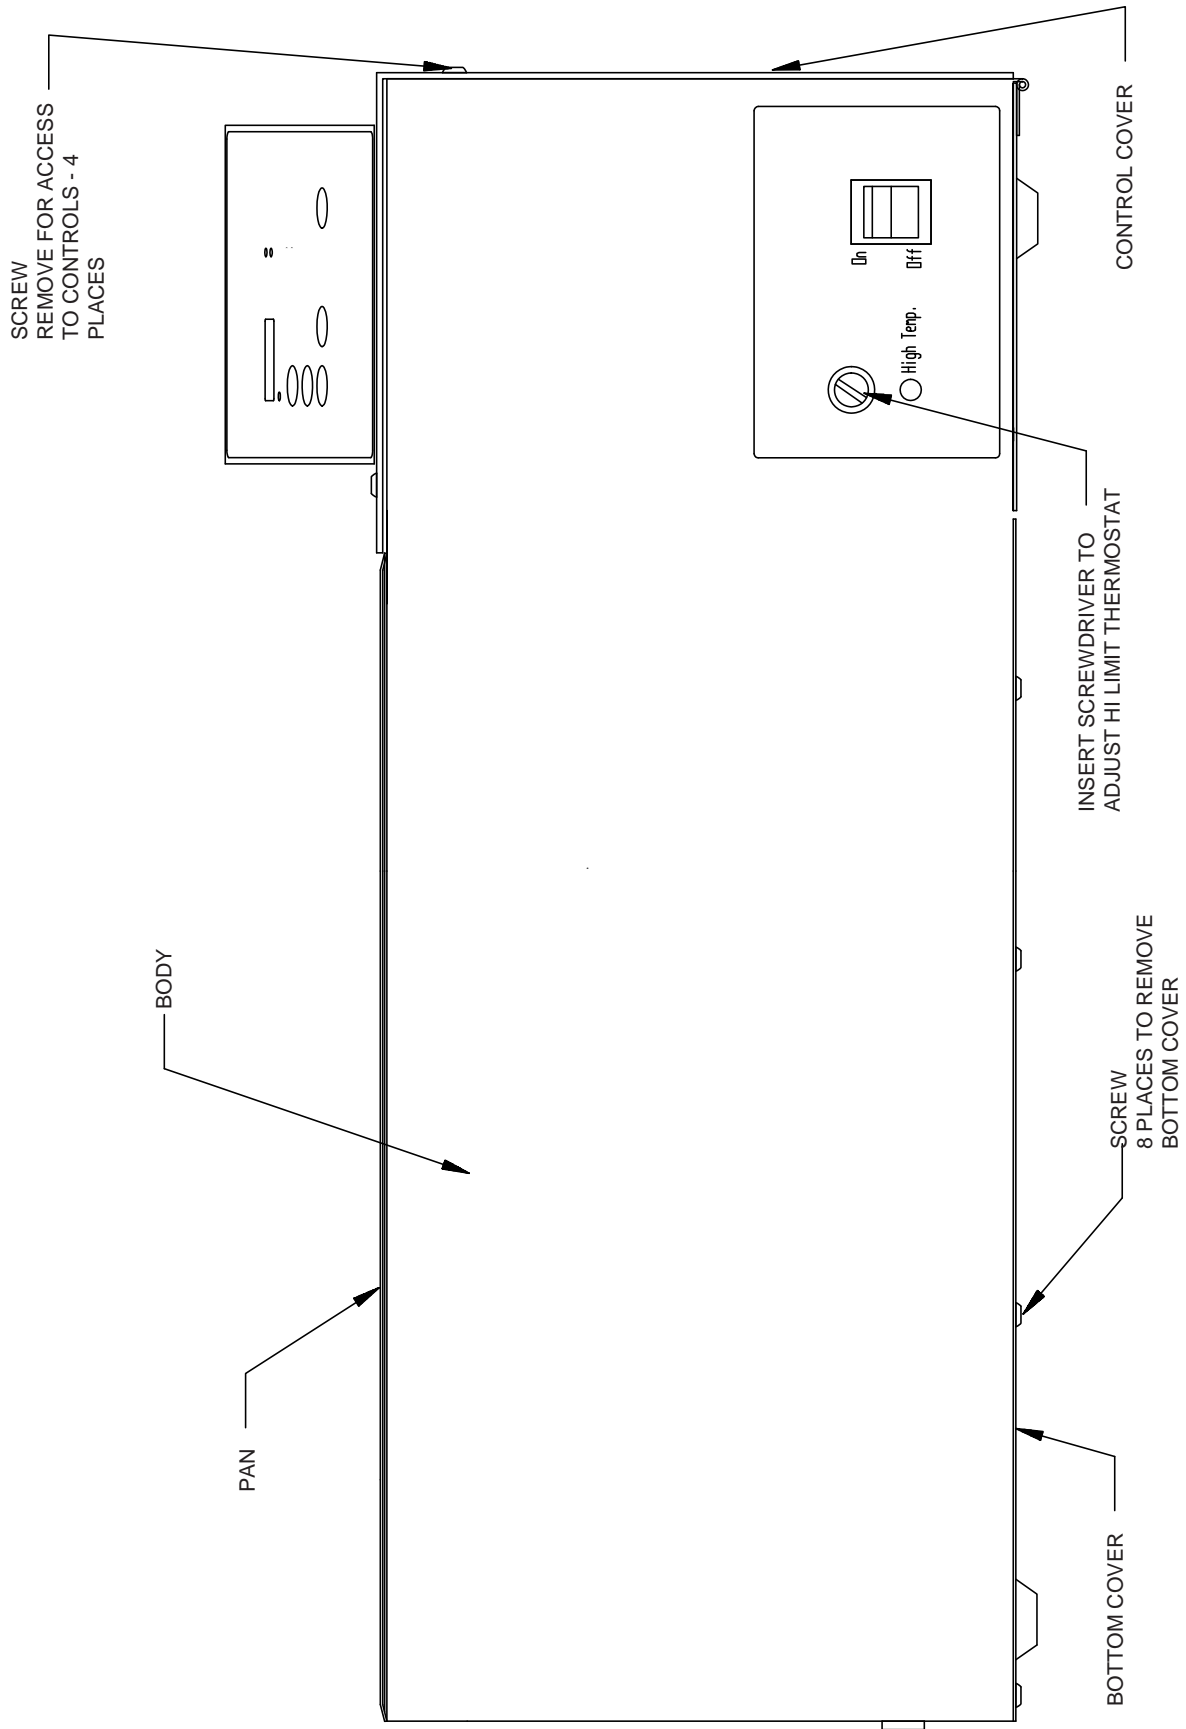 SCREW
REMOVE FOR ACCESS
TO CONTROLS - 4
PLACES
BODY
PAN
On
Off
High Temp.
CONTROL COVER
INSERT SCREWDRIVER TO
ADJUST HI LIMIT THERMOSTAT
SCREW
8 PLACES TO REMOVE
BOTTOM COVER
BOTTOM COVER